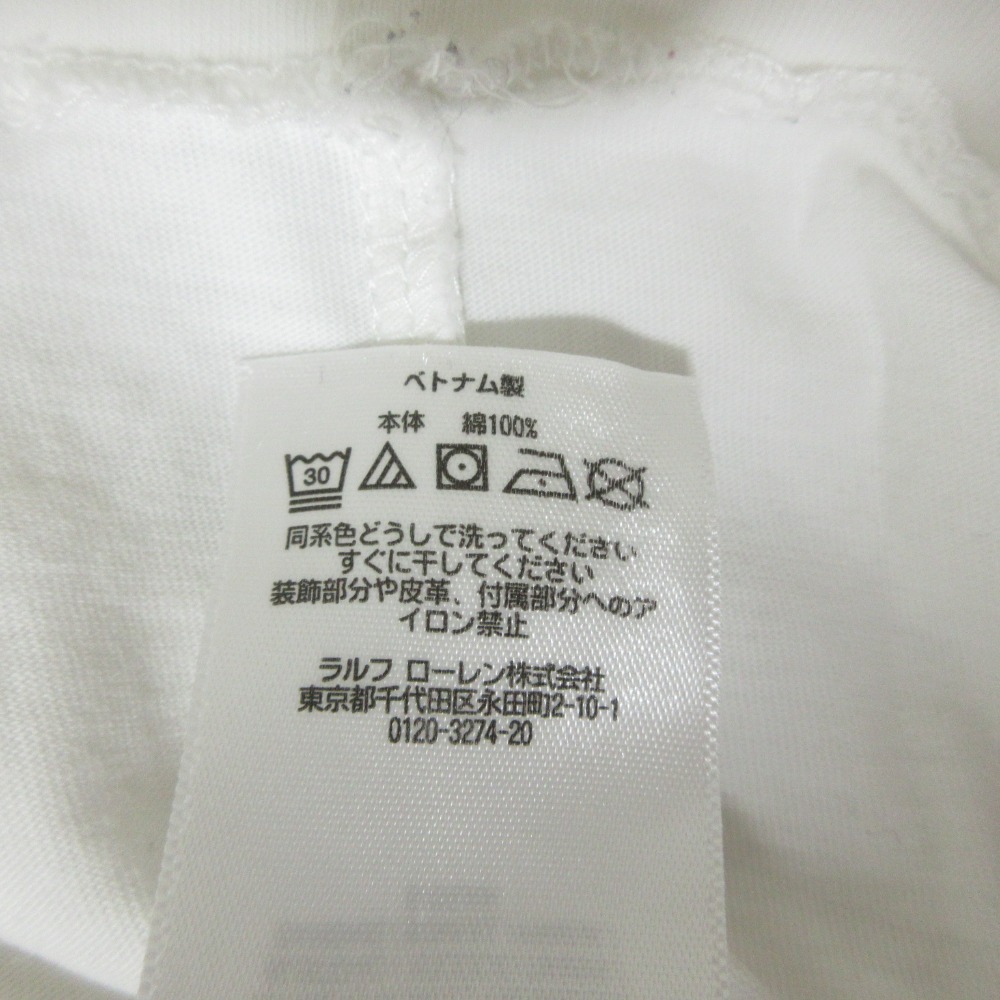 ベトナム製
本体 綿100%
30
同系色どうしで洗ってください
すぐに干してください
装飾部分や皮革、付属部分へのア
イロン禁止
ラルフ ローレン株式会社
東京都千代田区永田町2-10-1
0120-3274-20